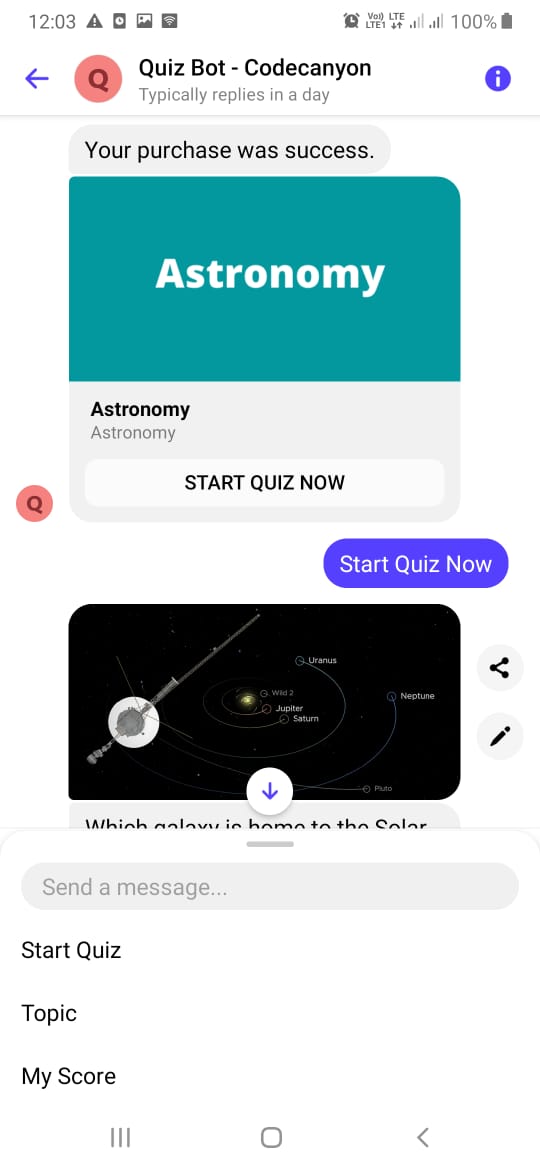 12:03
Vo) LTE
LTE1
100%
Q
Quiz Bot - Codecanyon
Typically replies in a day
Your purchase was success.
Astronomy
Astronomy
Astronomy
START QUIZ NOW
Q
Start Quiz Now
Uranus
Wild 2
Neptune
Jupiter
Saturn
Pluto
Which galaxy is home to the Solar
Send a message...
Start Quiz
Topic
My Score